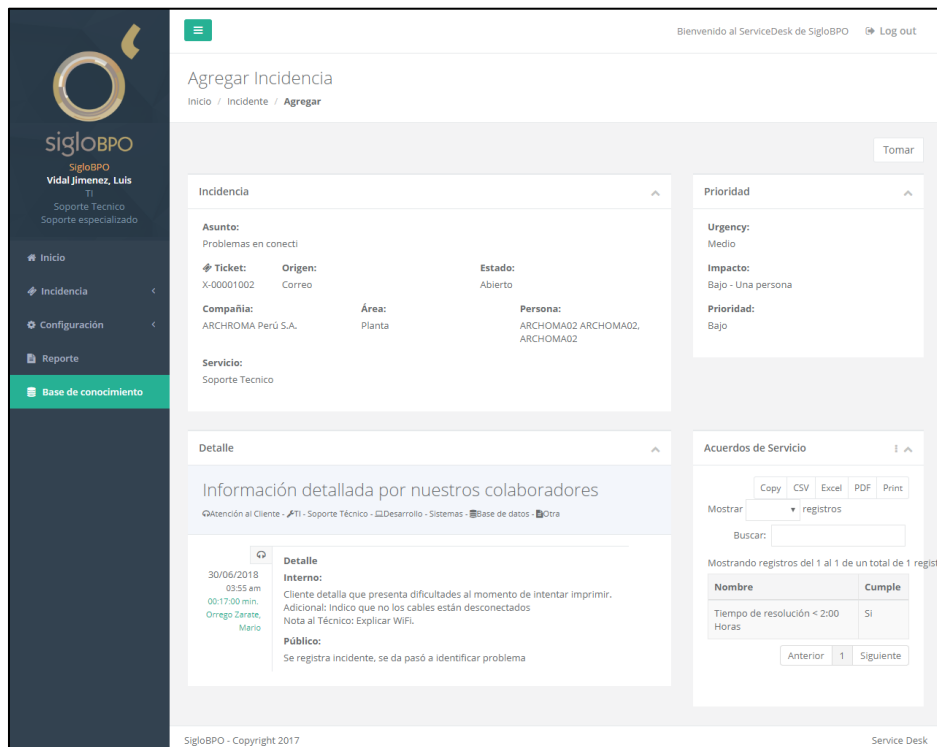 sigloBPO
SigloBPO
Vidal Jimenez, Luis
TI
Soporte Tecnico
Soporte especializado
Inicio
Incidencia
Configuración
Reporte
Base de conocimiento
Bienvenido al ServiceDesk de SigloBPO Log out
Agregar Incidencia
Inicio / Incidente / Agregar
Tomar
Incidencia
Asunto:
Problemas en conecti
Ticket: Origen: Estado:
X-00001002 Correo Abierto
Compañia: Área: Persona:
ARCHROMA Perú S.A. Planta ARCHOMA02 ARCHOMA02,
ARCHOMA02
Servicio:
Soporte Tecnico
Prioridad
Urgency:
Medio
Impacto:
Bajo - Una persona
Prioridad:
Bajo
Detalle
Información detallada por nuestros colaboradores
Atención al Cliente - TI - Soporte Técnico - Desarrollo - Sistemas - Base de datos - Otra
30/06/2018
03:55 am
00:17:00 min.
Orrego Zarate,
Mario
Detalle
Interno:
Cliente detalla que presenta dificultades al momento de intentar imprimir.
Adicional: Indico que no los cables están desconectados
Nota al Técnico: Explicar WiFi.
Público:
Se registra incidente, se da pasó a identificar problema
Acuerdos de Servicio
Copy CSV Excel PDF Print
Mostrar registros
Buscar:
Mostrando registros del 1 al 1 de un total de 1 regist
Nombre Cumple
Tiempo de resolución < 2:00 Si
Horas
Anterior 1 Siguiente
SigloBPO - Copyright 2017 Service Desk